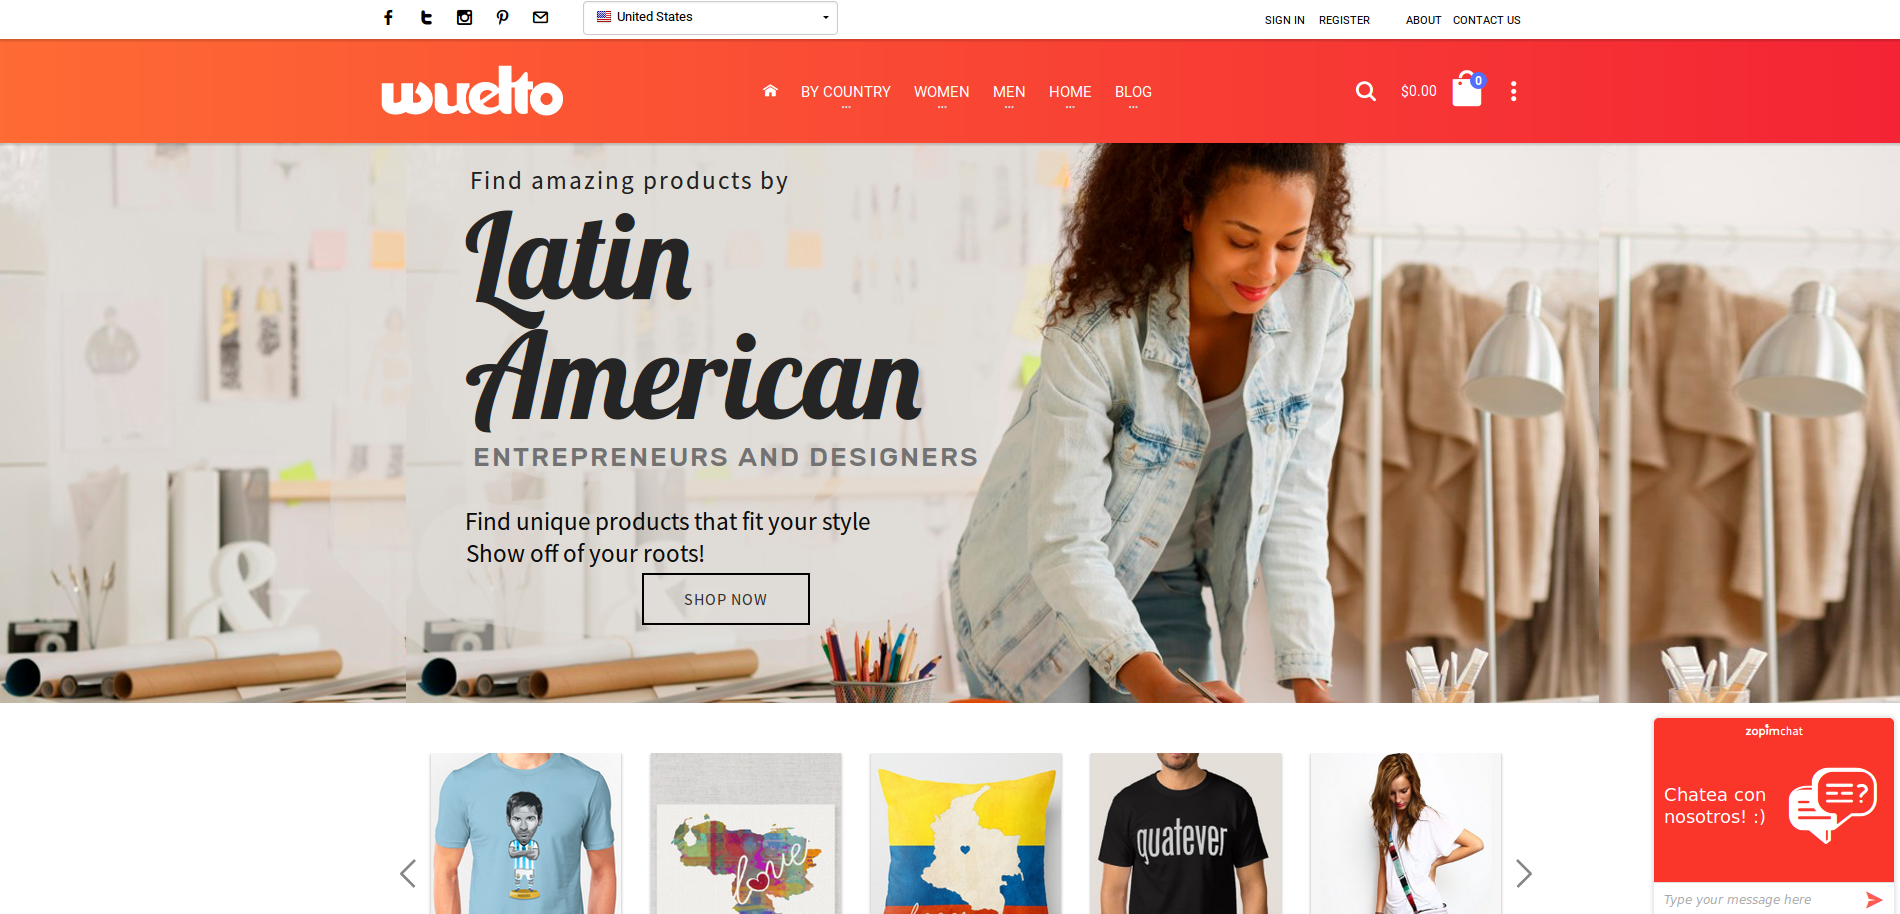 United States
SIGN IN REGISTER ABOUT CONTACT US
wuelto
BY COUNTRY WOMEN MEN HOME BLOG
$0.00
0
Find amazing products by
Latin
American
ENTREPRENEURS AND DESIGNERS
Find unique products that fit your style
Show off of your roots!
SHOP NOW
&
love
quatever
zopimchat
Chatea con
nosotros! :)
Type your message here